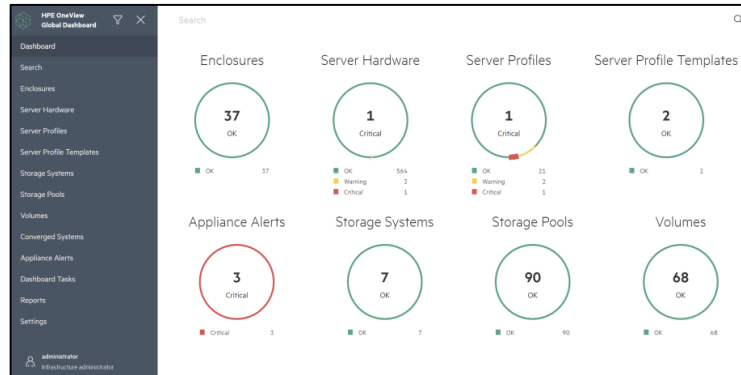 HPE OneView
Global Dashboard
Dashboard
Search
Enclosures
Server Hardware
Server Profiles
Server Profile Templates
Storage Systems
Storage Pools
Volumes
Converged Systems
Appliance Alerts
Dashboard Tasks
Reports
Settings
administrator
Infrastructure administrator
Search
Enclosures
37
OK
OK 37
Server Hardware
1
Critical
OK 564
Warning 3
Critical 1
Server Profiles
1
Critical
OK 21
Warning 2
Critical 1
Server Profile Templates
2
OK
OK 2
Appliance Alerts
3
Critical
Critical 3
Storage Systems
7
OK
OK 7
Storage Pools
90
OK
OK 90
Volumes
68
OK
OK 68